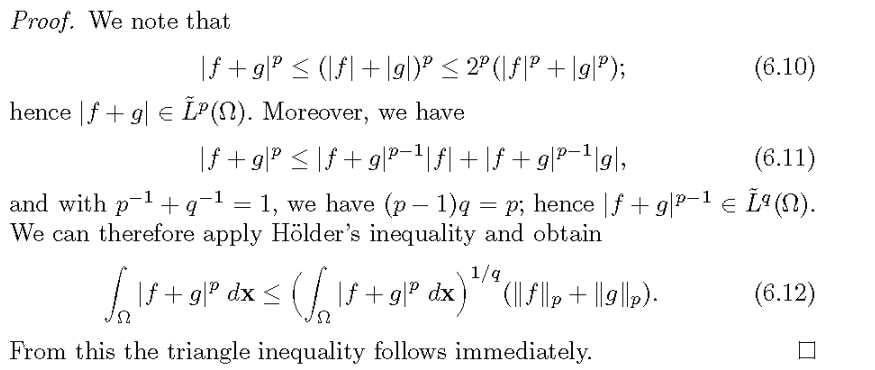 Proof. We note that
|f + g|^p ≤ (|f| + |g|)^p ≤ 2^p(|f|^p + |g|^p); (6.10)
hence |f + g| ∈ L̃^p(Ω). Moreover, we have
|f + g|^p ≤ |f + g|^{p−1}|f| + |f + g|^{p−1}|g|, (6.11)
and with p^{−1} + q^{−1} = 1, we have (p − 1)q = p; hence |f + g|^{p−1} ∈ L̃^q(Ω).
We can therefore apply Hölder's inequality and obtain
∫_Ω |f + g|^p dx ≤ (∫_Ω |f + g|^p dx)^{1/q} (‖f‖_p + ‖g‖_p). (6.12)
From this the triangle inequality follows immediately. □